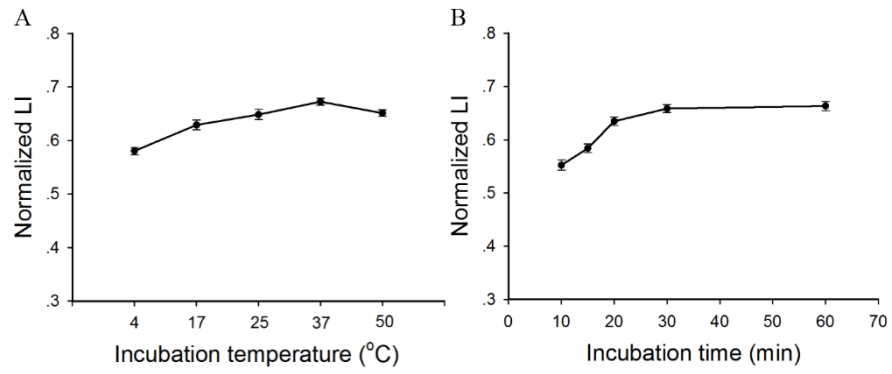 A
Normalized LI
.8
.7
.6
.5
.4
.3
4 17 25 37 50
Incubation temperature (°C)
B
Normalized LI
.8
.7
.6
.5
.4
.3
0 10 20 30 40 50 60 70
Incubation time (min)